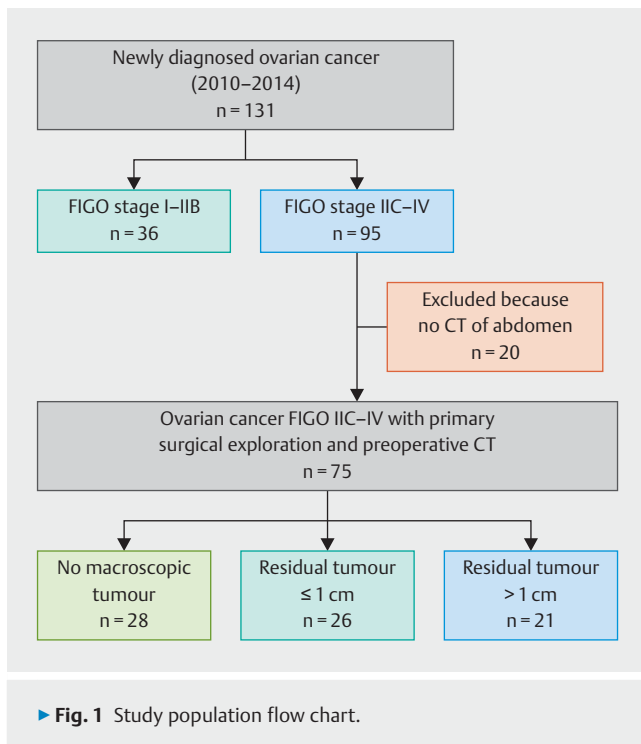 Newly diagnosed ovarian cancer
(2010–2014)
n = 131
FIGO stage I–IIB
n = 36
FIGO stage IIC–IV
n = 95
Excluded because
no CT of abdomen
n = 20
Ovarian cancer FIGO IIC–IV with primary
surgical exploration and preoperative CT
n = 75
No macroscopic
tumour
n = 28
Residual tumour
≤ 1 cm
n = 26
Residual tumour
> 1 cm
n = 21
▶ Fig. 1 Study population flow chart.